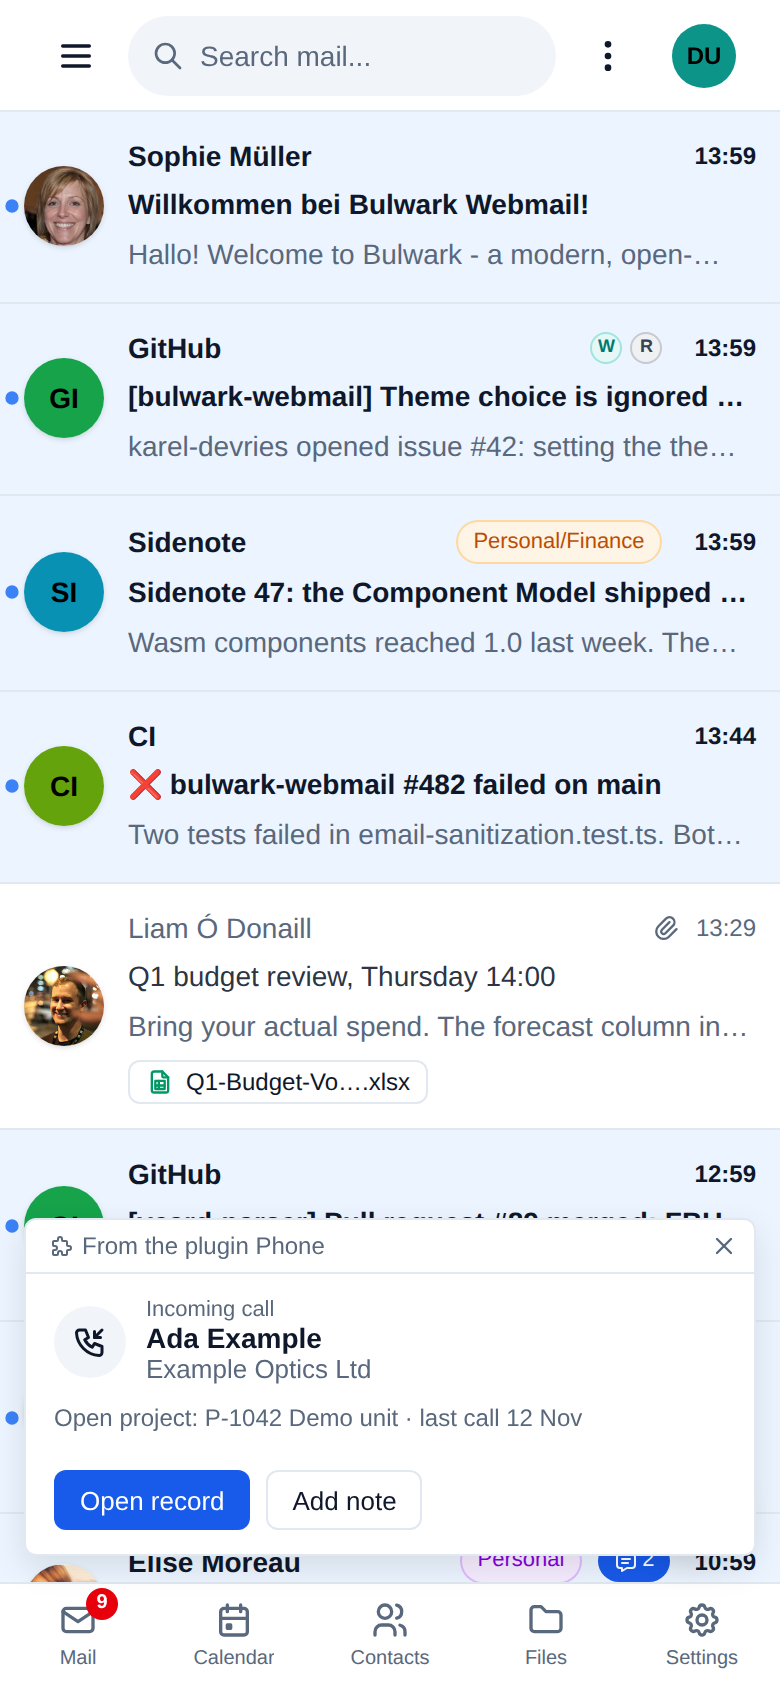 Search mail...
DU
Sophie Müller 13:59
Willkommen bei Bulwark Webmail!
Hallo! Welcome to Bulwark - a modern, open-…
GI
GitHub W R 13:59
[bulwark-webmail] Theme choice is ignored …
karel-devries opened issue #42: setting the the…
SI
Sidenote Personal/Finance 13:59
Sidenote 47: the Component Model shipped …
Wasm components reached 1.0 last week. The…
CI
CI 13:44
❌ bulwark-webmail #482 failed on main
Two tests failed in email-sanitization.test.ts. Bot…
Liam Ó Donaill 13:29
Q1 budget review, Thursday 14:00
Bring your actual spend. The forecast column in…
Q1-Budget-Vo….xlsx
GitHub 12:59
From the plugin Phone
Incoming call
Ada Example
Example Optics Ltd
Open project: P-1042 Demo unit · last call 12 Nov
Open record Add note
Elise Moreau Personal 2 10:59
9
Mail Calendar Contacts Files Settings